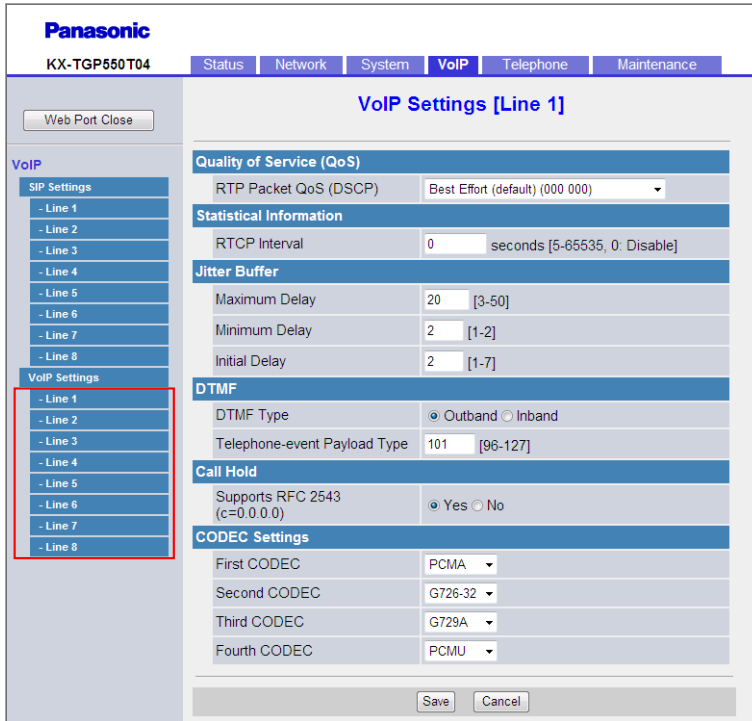 Panasonic
KX-TGP550T04
Status Network System VoIP Telephone Maintenance
Web Port Close
VoIP
SIP Settings
- Line 1
- Line 2
- Line 3
- Line 4
- Line 5
- Line 6
- Line 7
- Line 8
VoIP Settings
- Line 1
- Line 2
- Line 3
- Line 4
- Line 5
- Line 6
- Line 7
- Line 8
VoIP Settings [Line 1]
Quality of Service (QoS)
RTP Packet QoS (DSCP) Best Effort (default) (000 000)
Statistical Information
RTCP Interval 0 seconds [5-65535, 0: Disable]
Jitter Buffer
Maximum Delay 20 [3-50]
Minimum Delay 2 [1-2]
Initial Delay 2 [1-7]
DTMF
DTMF Type Outband Inband
Telephone-event Payload Type 101 [96-127]
Call Hold
Supports RFC 2543
(c=0.0.0.0) Yes No
CODEC Settings
First CODEC PCMA
Second CODEC G726-32
Third CODEC G729A
Fourth CODEC PCMU
Save Cancel